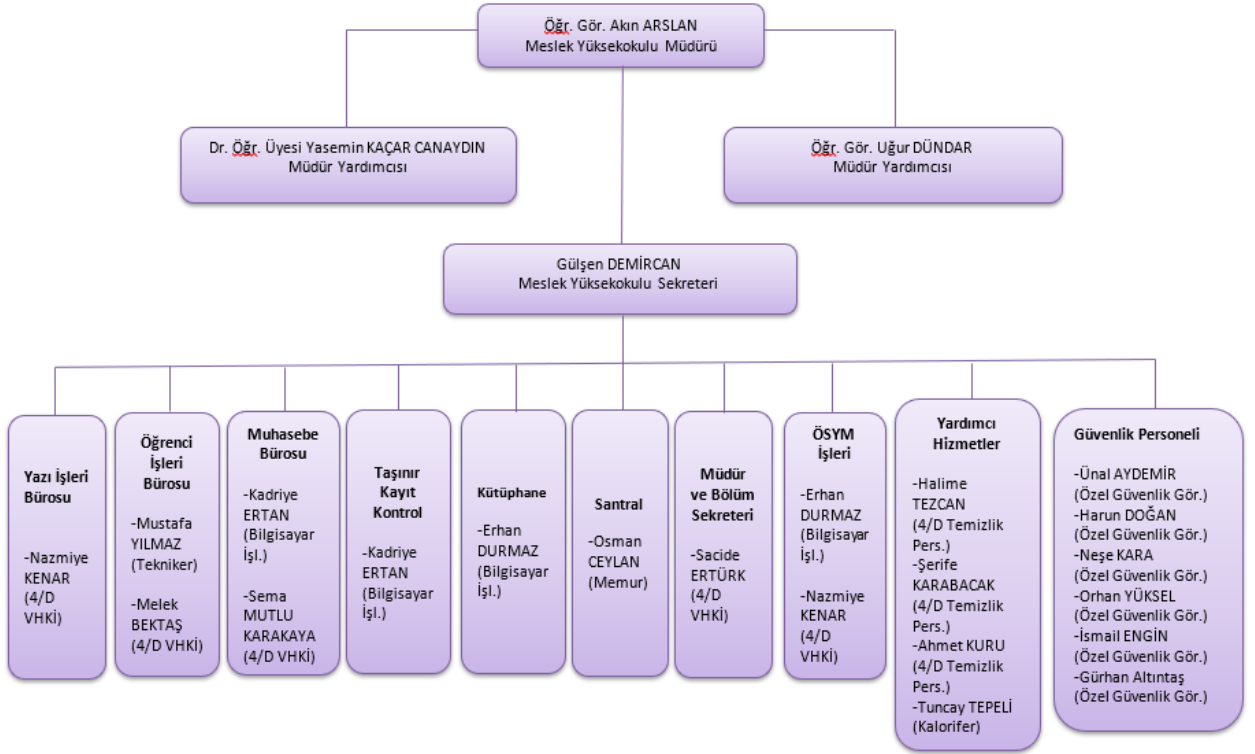 Öğr. Gör. Akın ARSLAN
Meslek Yüksekokulu Müdürü
Dr. Öğr. Üyesi Yasemin KAÇAR CANAYDIN
Müdür Yardımcısı
Öğr. Gör. Uğur DÜNDAR
Müdür Yardımcısı
Gülşen DEMİRCAN
Meslek Yüksekokulu Sekreteri
Yazı İşleri
Bürosu
-Nazmiye
KENAR
(4/D
VHKİ)
Öğrenci
İşleri
Bürosu
-Mustafa
YILMAZ
(Tekniker)
-Melek
BEKTAŞ
(4/D VHKİ)
Muhasebe
Bürosu
-Kadriye
ERTAN
(Bilgisayar
İşl.)
-Sema
MUTLU
KARAKAYA
(4/D VHKİ)
Taşınır
Kayıt
Kontrol
-Kadriye
ERTAN
(Bilgisayar
İşl.)
Kütüphane
-Erhan
DURMAZ
(Bilgisayar
İşl.)
Santral
-Osman
CEYLAN
(Memur)
Müdür
ve Bölüm
Sekreteri
-Sacide
ERTÜRK
(4/D
VHKİ)
ÖSYM
İşleri
-Erhan
DURMAZ
(Bilgisayar
İşl.)
-Nazmiye
KENAR
(4/D
VHKİ)
Yardımcı
Hizmetler
-Halime
TEZCAN
(4/D Temizlik
Pers.)
-Şerife
KARABACAK
(4/D Temizlik
Pers.)
-Ahmet KURU
(4/D Temizlik
Pers.)
-Tuncay TEPELİ
(Kalorifer)
Güvenlik Personeli
-Ünal AYDEMİR
(Özel Güvenlik Gör.)
-Harun DOĞAN
(Özel Güvenlik Gör.)
-Neşe KARA
(Özel Güvenlik Gör.)
-Orhan YÜKSEL
(Özel Güvenlik Gör.)
-İsmail ENGİN
(Özel Güvenlik Gör.)
-Gürhan Altıntaş
(Özel Güvenlik Gör.)